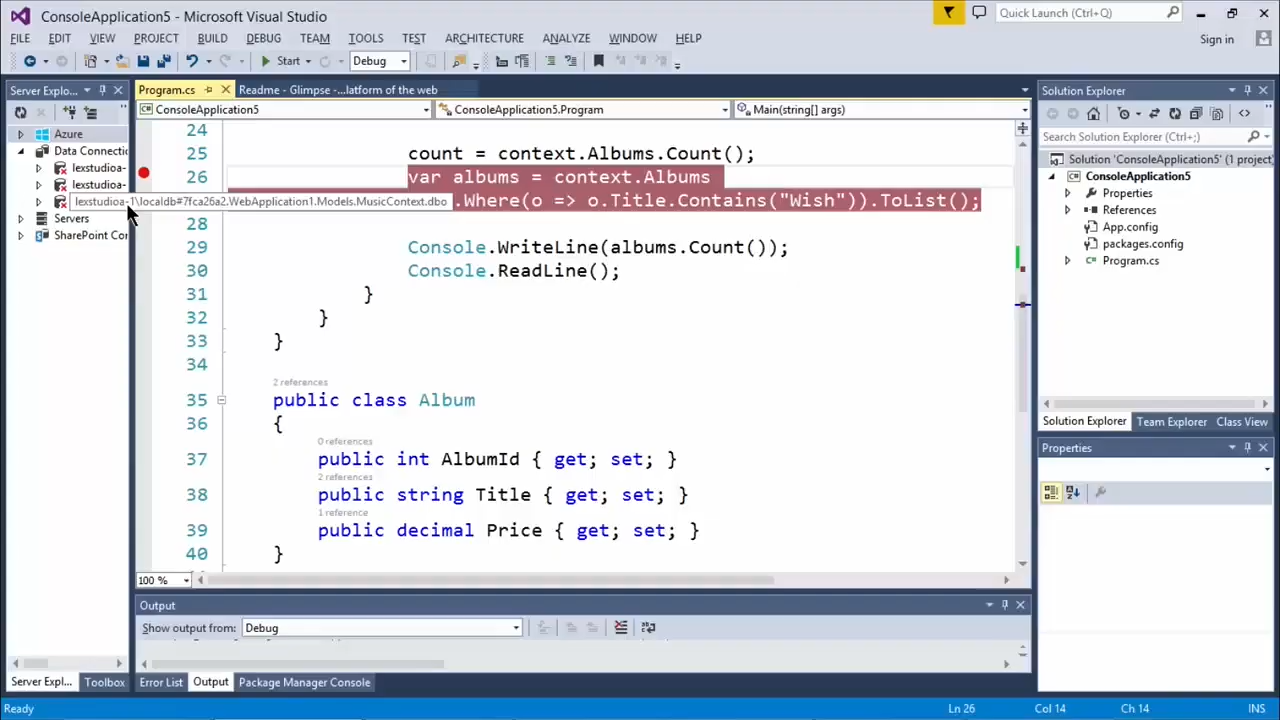 ConsoleApplication5 - Microsoft Visual Studio
Quick Launch (Ctrl+Q)
FILE EDIT VIEW PROJECT BUILD DEBUG TEAM TOOLS TEST ARCHITECTURE ANALYZE WINDOW HELP
Sign in
Start Debug
Server Explo...
Program.cs Readme - Glimpse -...latform of the web
Solution Explorer
ConsoleApplication5 ConsoleApplication5.Program Main(string[] args)
Search Solution Explorer (Ctrl+;)
Azure
Data Connecti
lexstudioa-
lexstudioa-
lexstudioa-1\localdb#7fca26a2.WebApplication1.Models.MusicContext.dbo
Servers
SharePoint Cor
24
25 count = context.Albums.Count();
26 var albums = context.Albums
.Where(o => o.Title.Contains("Wish")).ToList();
28
29 Console.WriteLine(albums.Count());
30 Console.ReadLine();
31 }
32 }
33 }
34
2 references
35 public class Album
36 {
0 references
37 public int AlbumId { get; set; }
2 references
38 public string Title { get; set; }
1 reference
39 public decimal Price { get; set; }
40 }
100 %
Solution 'ConsoleApplication5' (1 project)
ConsoleApplication5
Properties
References
App.config
packages.config
Program.cs
Solution Explorer Team Explorer Class View
Properties
Output
Show output from: Debug
Server Expl... Toolbox Error List Output Package Manager Console
Ready Ln 26 Col 14 Ch 14 INS